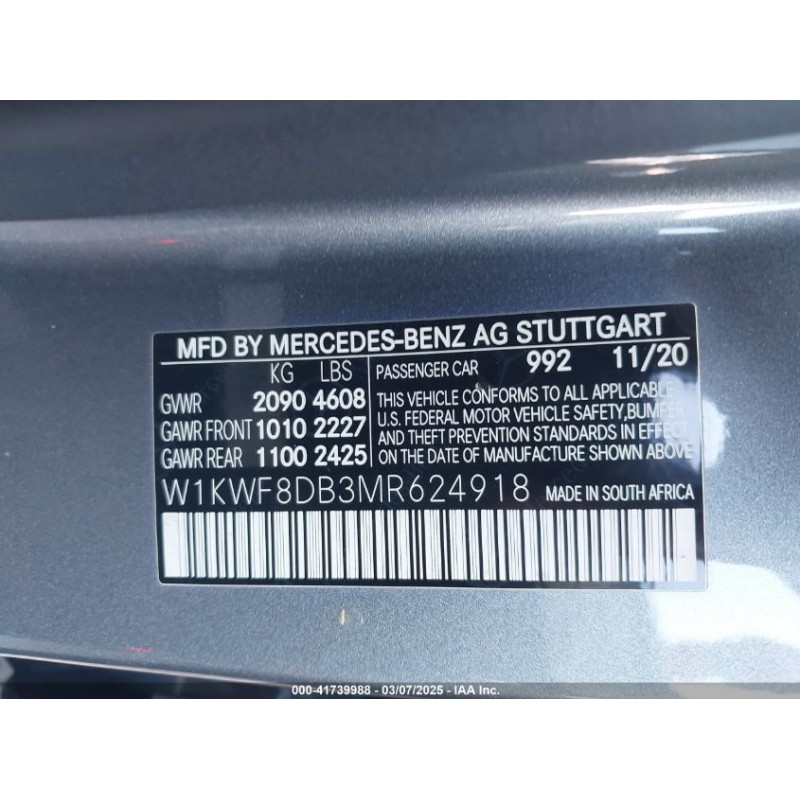 MFD BY MERCEDES-BENZ AG STUTTGART
KG LBS
GVWR 2090 4608
GAWR FRONT 1010 2227
GAWR REAR 1100 2425
PASSENGER CAR 992 11/20
THIS VEHICLE CONFORMS TO ALL APPLICABLE
U.S. FEDERAL MOTOR VEHICLE SAFETY, BUMPER
AND THEFT PREVENTION STANDARDS IN EFFECT
ON THE DATE OF MANUFACTURE SHOWN ABOVE
W1KWF8DB3MR624918 MADE IN SOUTH AFRICA
000-41739988 - 03/07/2025 - IAA Inc.